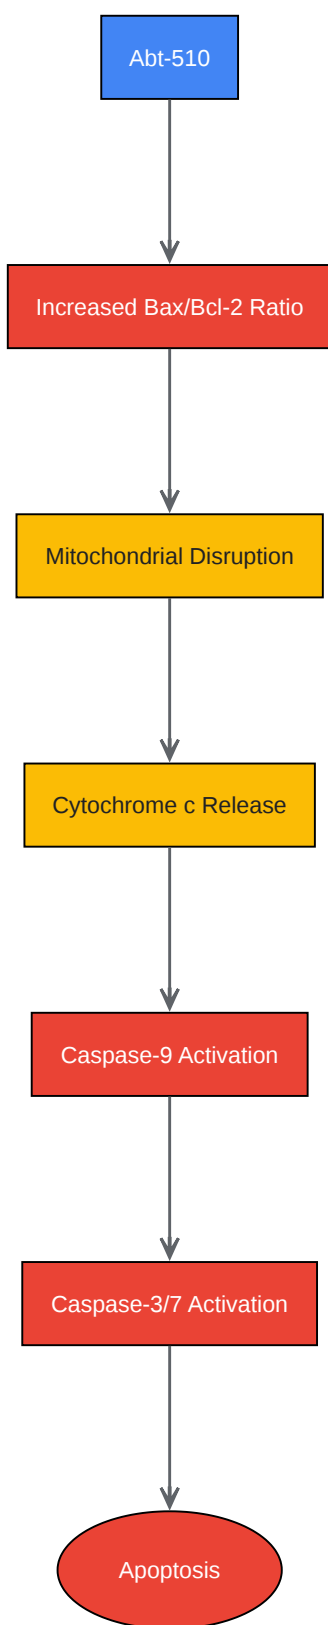 Abt-510
Increased Bax/Bcl-2 Ratio
Mitochondrial Disruption
Cytochrome c Release
Caspase-9 Activation
Caspase-3/7 Activation
Apoptosis